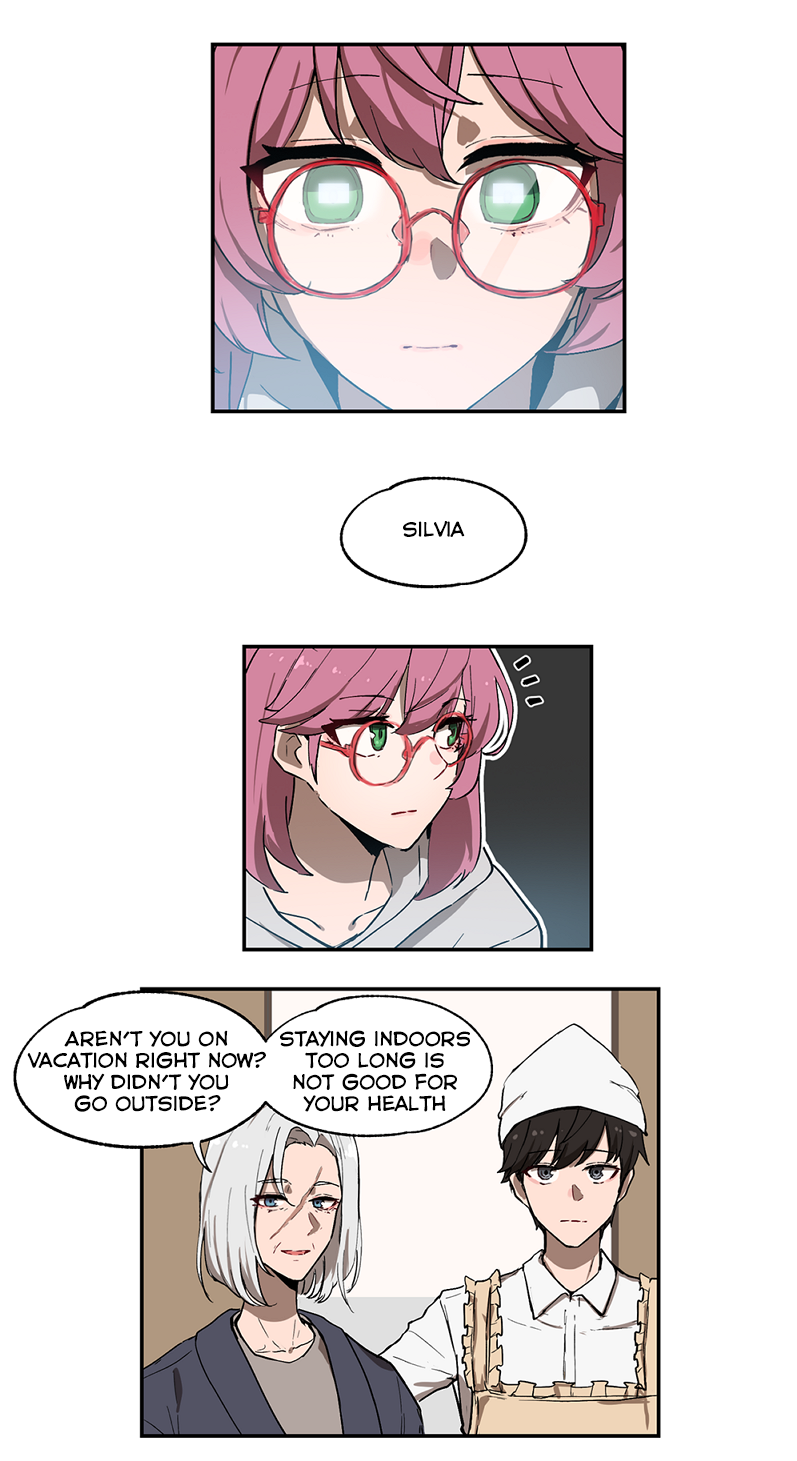 SILVIA
AREN'T YOU ON
VACATION RIGHT NOW?
WHY DIDN'T YOU
GO OUTSIDE?
STAYING INDOORS
TOO LONG IS
NOT GOOD FOR
YOUR HEALTH